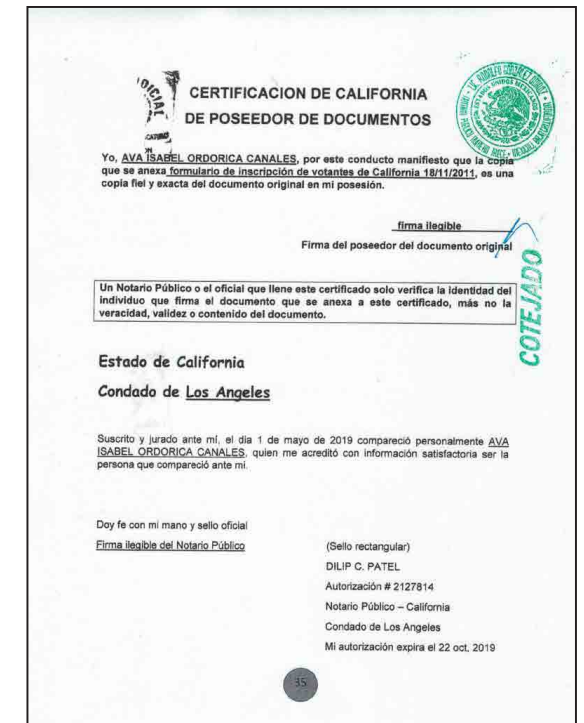 CERTIFICACION DE CALIFORNIA
DE POSEEDOR DE DOCUMENTOS
Yo, AVA ISABEL ORDORICA CANALES, por este conducto manifiesto que la copia
que se anexa formulario de inscripción de votantes de California 18/11/2011, es una
copia fiel y exacta del documento original en mi posesión.
firma ilegible
Firma del poseedor del documento original
COTEJADO
Un Notario Público o el oficial que llene este certificado solo verifica la identidad del
individuo que firma el documento que se anexa a este certificado, más no la
veracidad, validez o contenido del documento.
Estado de California
Condado de Los Angeles
Suscrito y jurado ante mí, el dia 1 de mayo de 2019 compareció personalmente AVA
ISABEL ORDORICA CANALES, quien me acreditó con información satisfactoria ser la
persona que compareció ante mi.
Doy fe con mi mano y sello oficial
Firma ilegible del Notario Público
(Sello rectangular)
DILIP C. PATEL
Autorización # 2127814
Notario Público – California
Condado de Los Angeles
Mi autorización expira el 22 oct. 2019
35